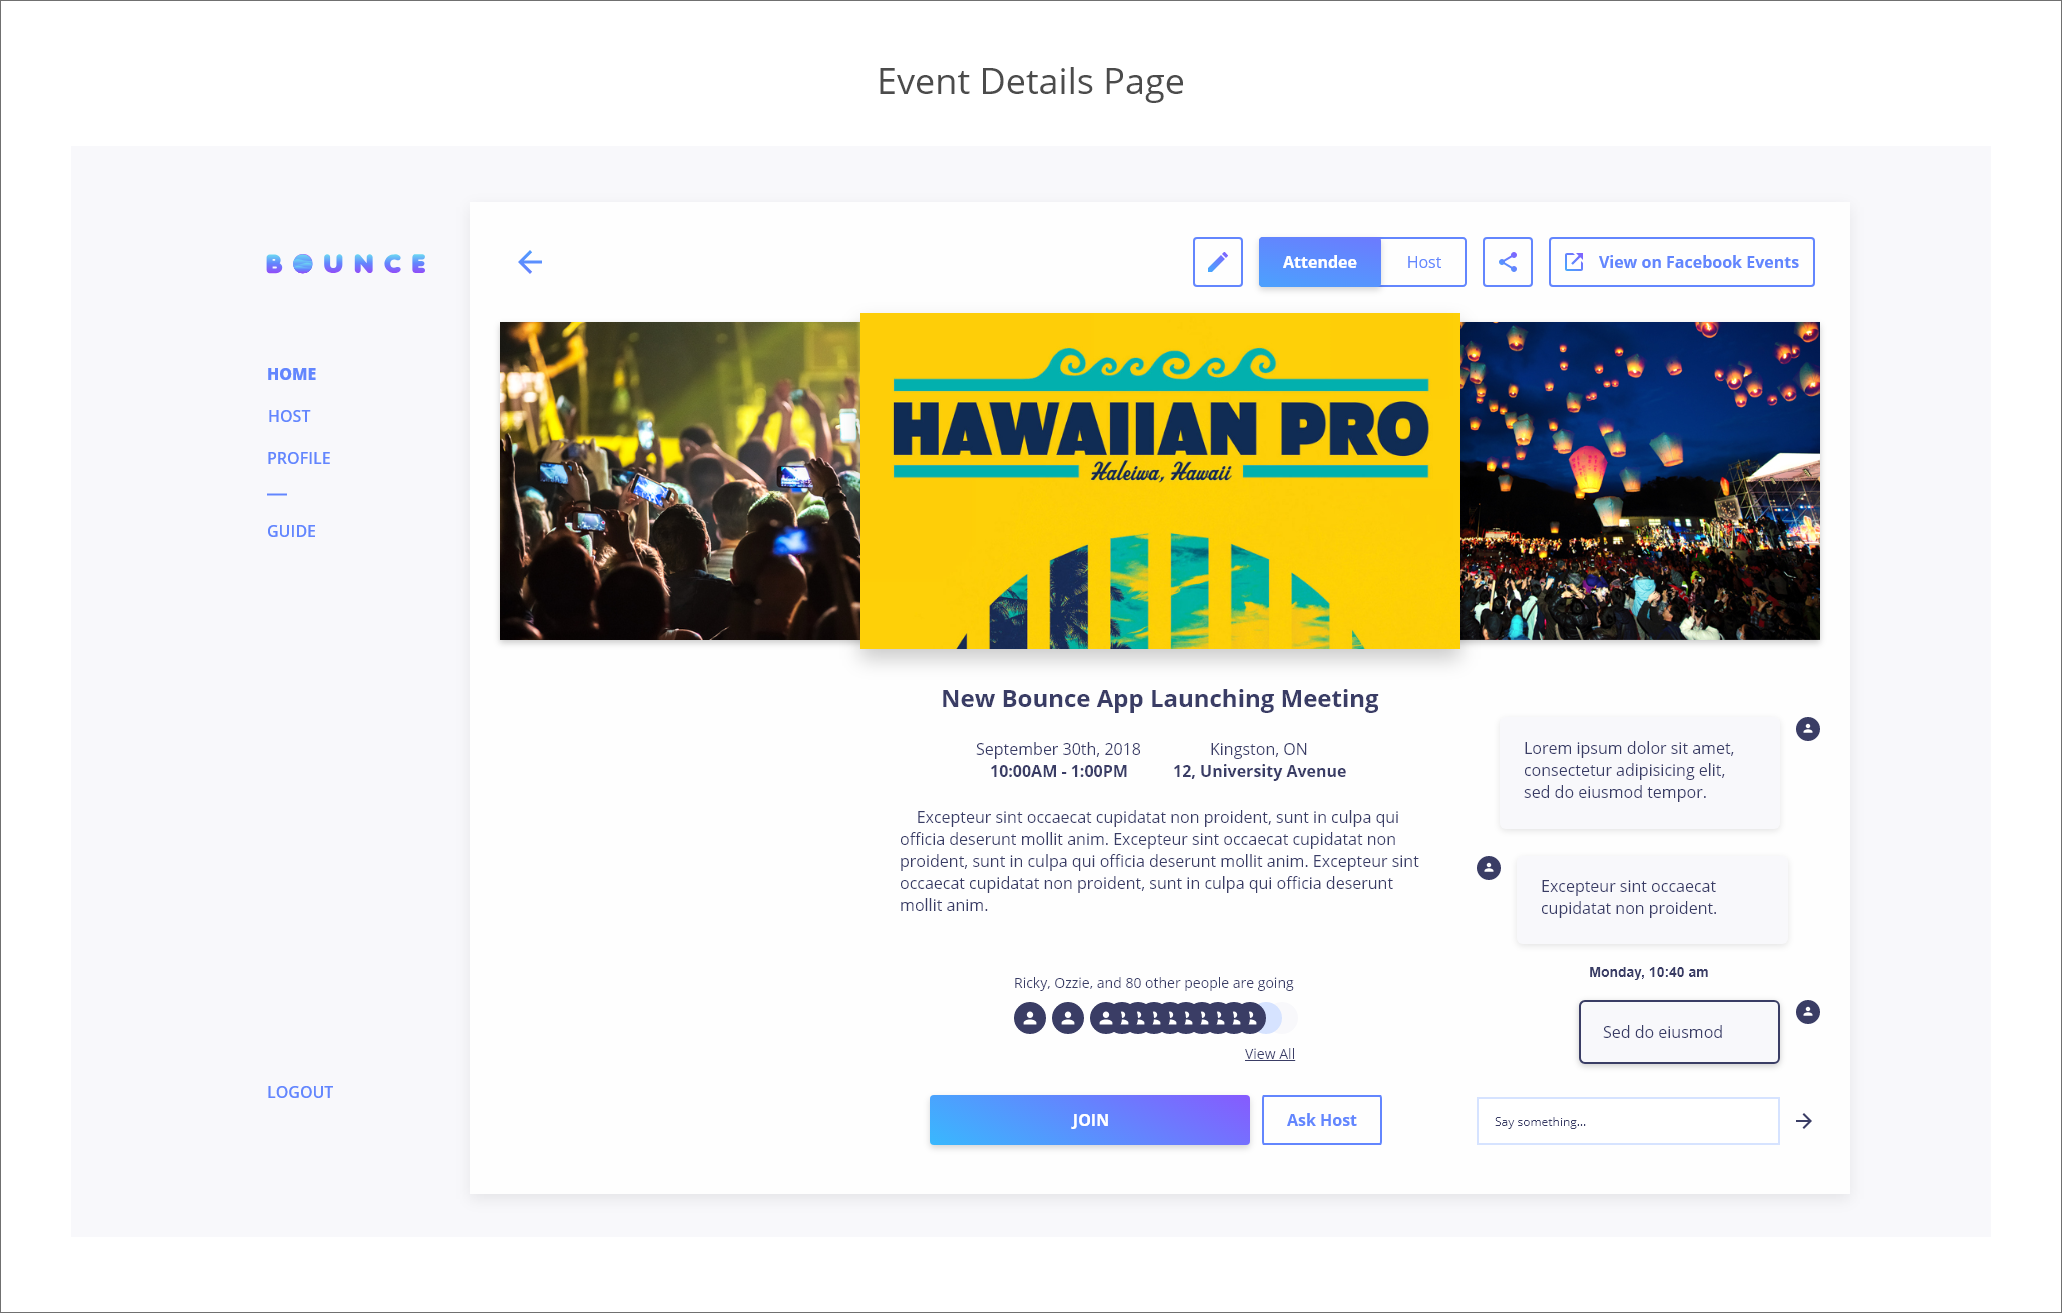 Event Details Page
BOUNCE
HOME
HOST
PROFILE
GUIDE
LOGOUT
Attendee
Host
View on Facebook Events
HAWAIIAN PRO
Haleiwa, Hawaii
New Bounce App Launching Meeting
September 30th, 2018
10:00AM - 1:00PM
Kingston, ON
12, University Avenue
Excepteur sint occaecat cupidatat non proident, sunt in culpa qui
officia deserunt mollit anim. Excepteur sint occaecat cupidatat non
proident, sunt in culpa qui officia deserunt mollit anim. Excepteur sint
occaecat cupidatat non proident, sunt in culpa qui officia deserunt
mollit anim.
Ricky, Ozzie, and 80 other people are going
View All
JOIN
Ask Host
Lorem ipsum dolor sit amet,
consectetur adipisicing elit,
sed do eiusmod tempor.
Excepteur sint occaecat
cupidatat non proident.
Monday, 10:40 am
Sed do eiusmod
Say something...